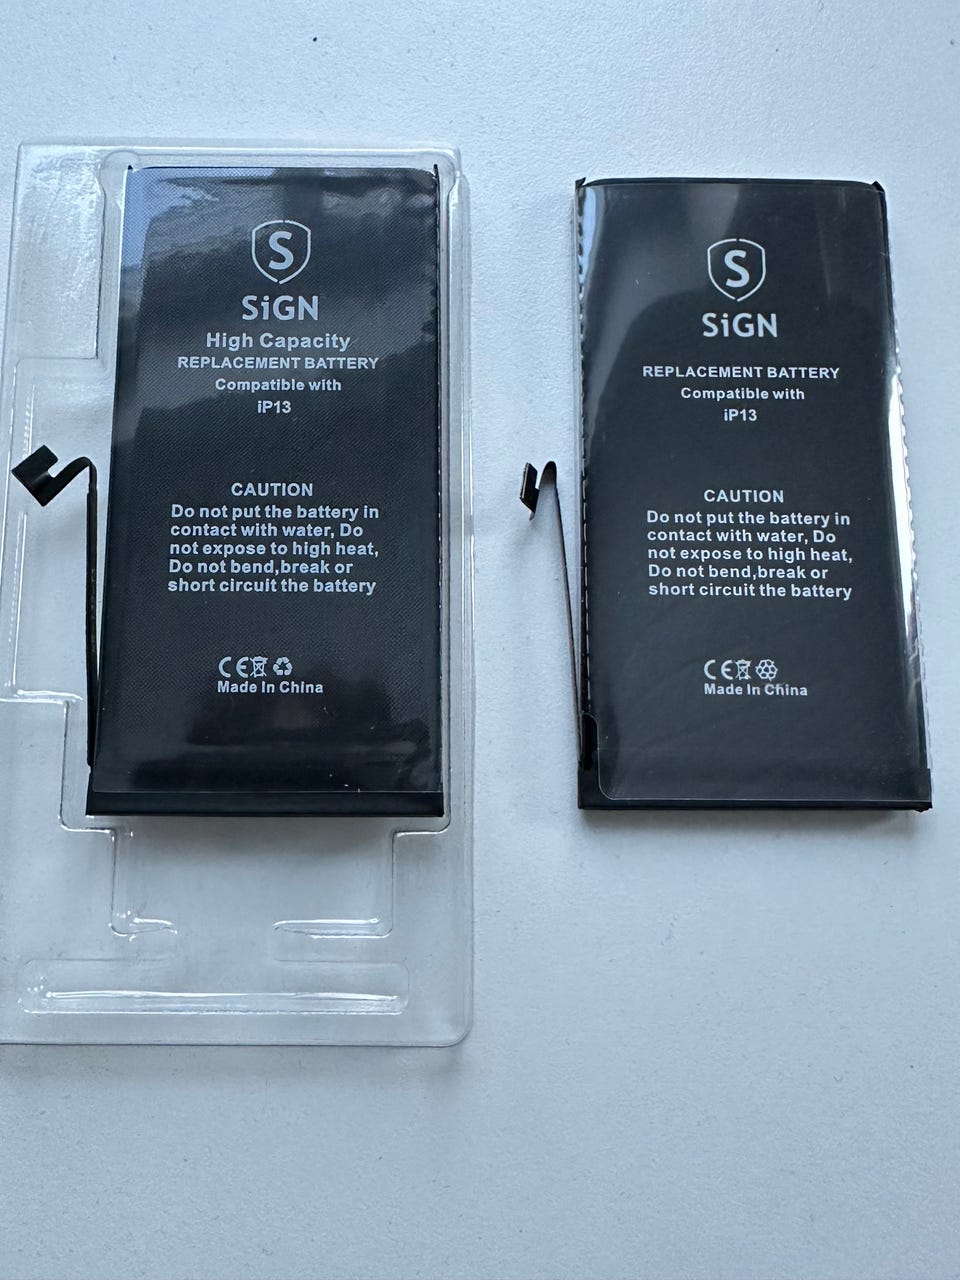 S
SiGN
High Capacity
REPLACEMENT BATTERY
Compatible with
iP13
CAUTION
Do not put the battery in
contact with water, Do
not expose to high heat,
Do not bend,break or
short circuit the battery
CE
Made In China
S
SiGN
REPLACEMENT BATTERY
Compatible with
iP13
CAUTION
Do not put the battery in
contact with water, Do
not expose to high heat,
Do not bend,break or
short circuit the battery
CE
Made In China